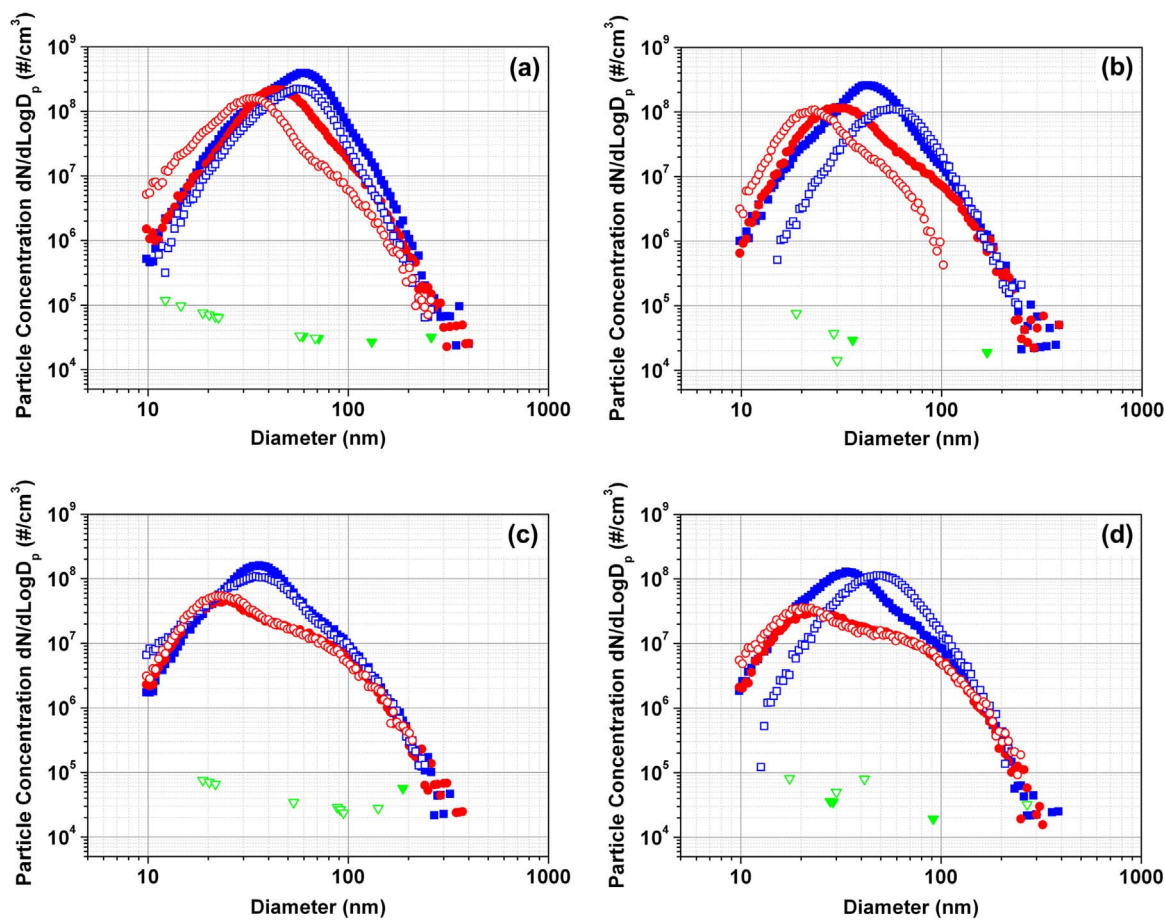 (a)
Particle Concentration dN/dLogDp (#/cm³)
10⁹
10⁸
10⁷
10⁶
10⁵
10⁴
10 100 1000
Diameter (nm)
(b)
Particle Concentration dN/dLogDp (#/cm³)
10⁹
10⁸
10⁷
10⁶
10⁵
10⁴
10 100 1000
Diameter (nm)
(c)
Particle Concentration dN/dLogDp (#/cm³)
10⁹
10⁸
10⁷
10⁶
10⁵
10⁴
10 100 1000
Diameter (nm)
(d)
Particle Concentration dN/dLogDp (#/cm³)
10⁹
10⁸
10⁷
10⁶
10⁵
10⁴
10 100 1000
Diameter (nm)